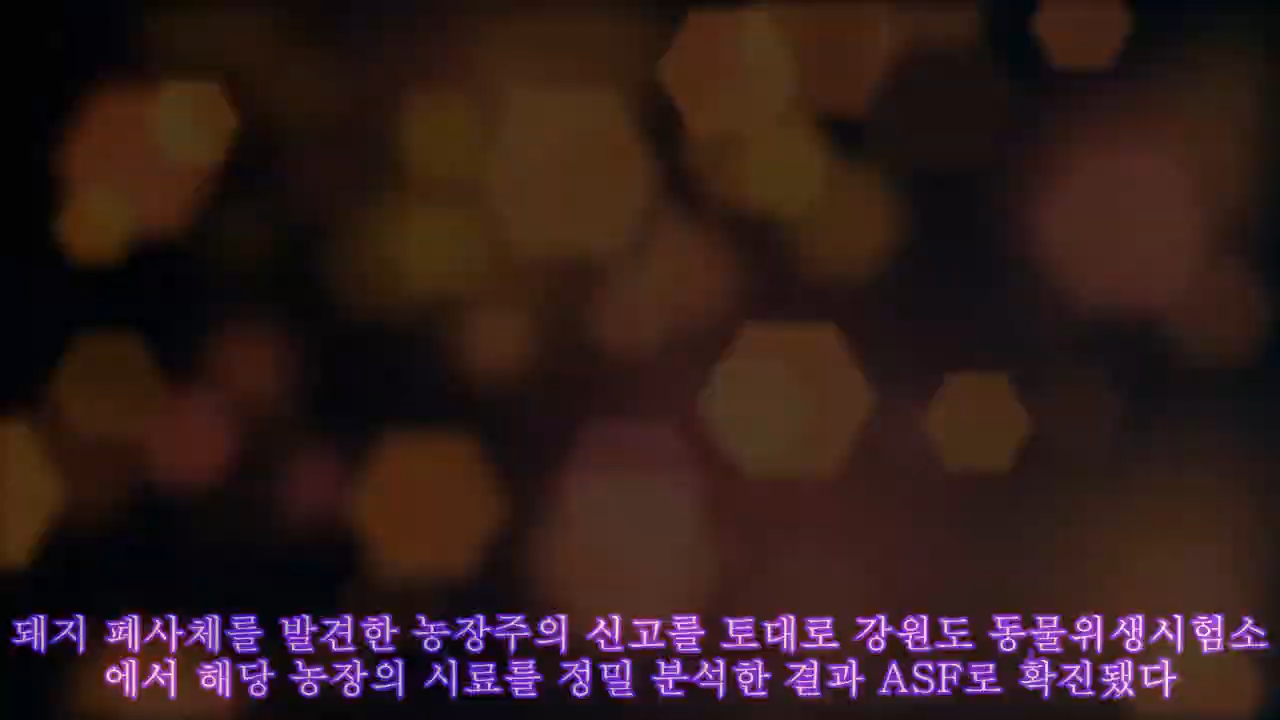 돼지 폐사체를 발견한 농장주의 신고를 토대로 강원도 동물위생시험소
에서 해당 농장의 시료를 정밀 분석한 결과 ASF로 확진됐다